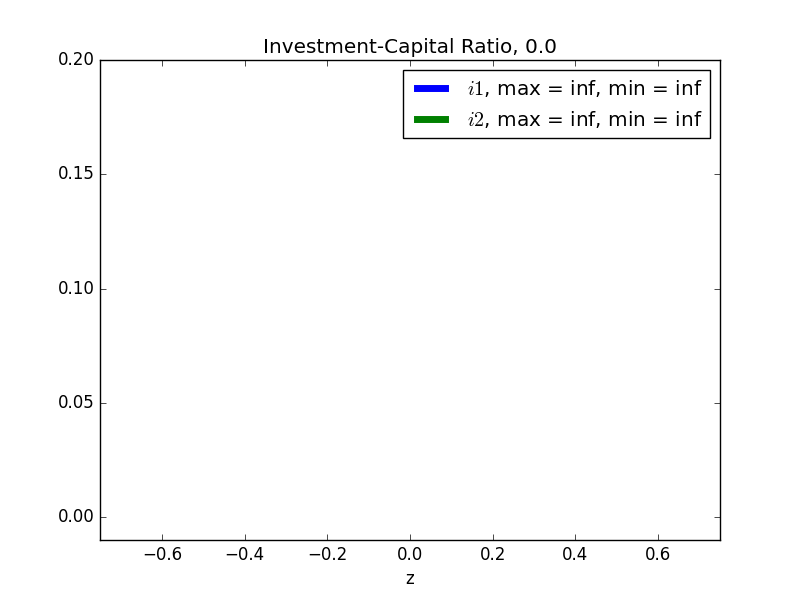 Investment-Capital Ratio, 0.0
0.20
i1, max = inf, min = inf
i2, max = inf, min = inf
0.15
0.10
0.05
0.00
−0.6 −0.4 −0.2 0.0 0.2 0.4 0.6
z